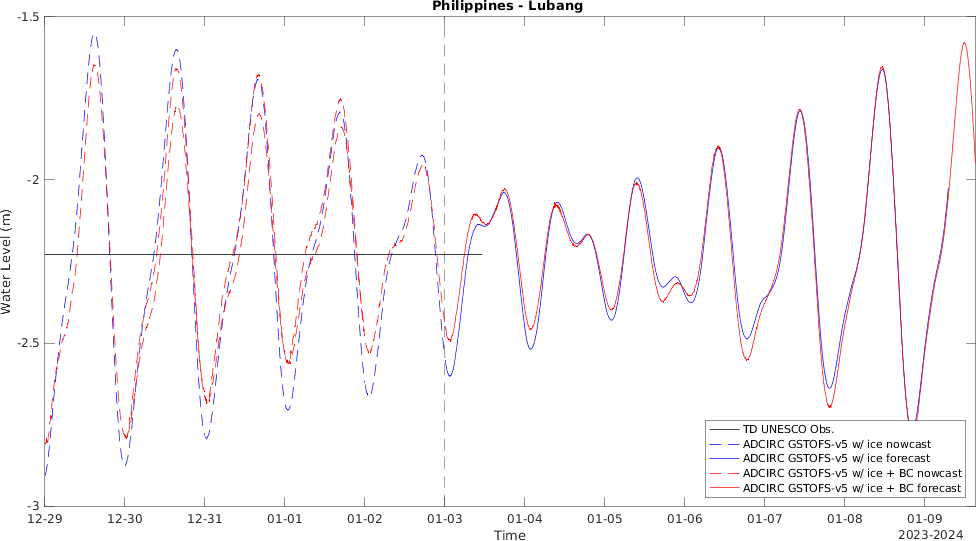 Philippines - Lubang
-1.5
-2
-2.5
-3
Water Level (m)
TD UNESCO Obs.
ADCIRC GSTOFS-v5 w/ ice nowcast
ADCIRC GSTOFS-v5 w/ ice forecast
ADCIRC GSTOFS-v5 w/ ice + BC nowcast
ADCIRC GSTOFS-v5 w/ ice + BC forecast
12-29 12-30 12-31 01-01 01-02 01-03 01-04 01-05 01-06 01-07 01-08 01-09
Time
2023-2024